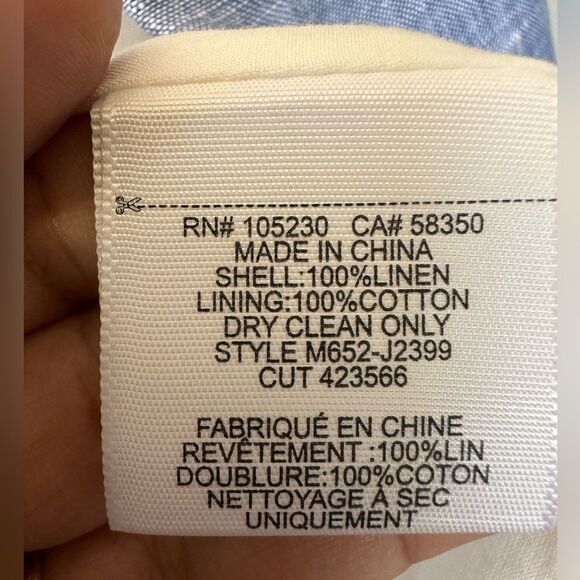 RN# 105230 CA# 58350
MADE IN CHINA
SHELL:100%LINEN
LINING:100%COTTON
DRY CLEAN ONLY
STYLE M652-J2399
CUT 423566
FABRIQUÉ EN CHINE
REVÊTEMENT :100%LIN
DOUBLURE:100%COTON
NETTOYAGE À SEC
UNIQUEMENT